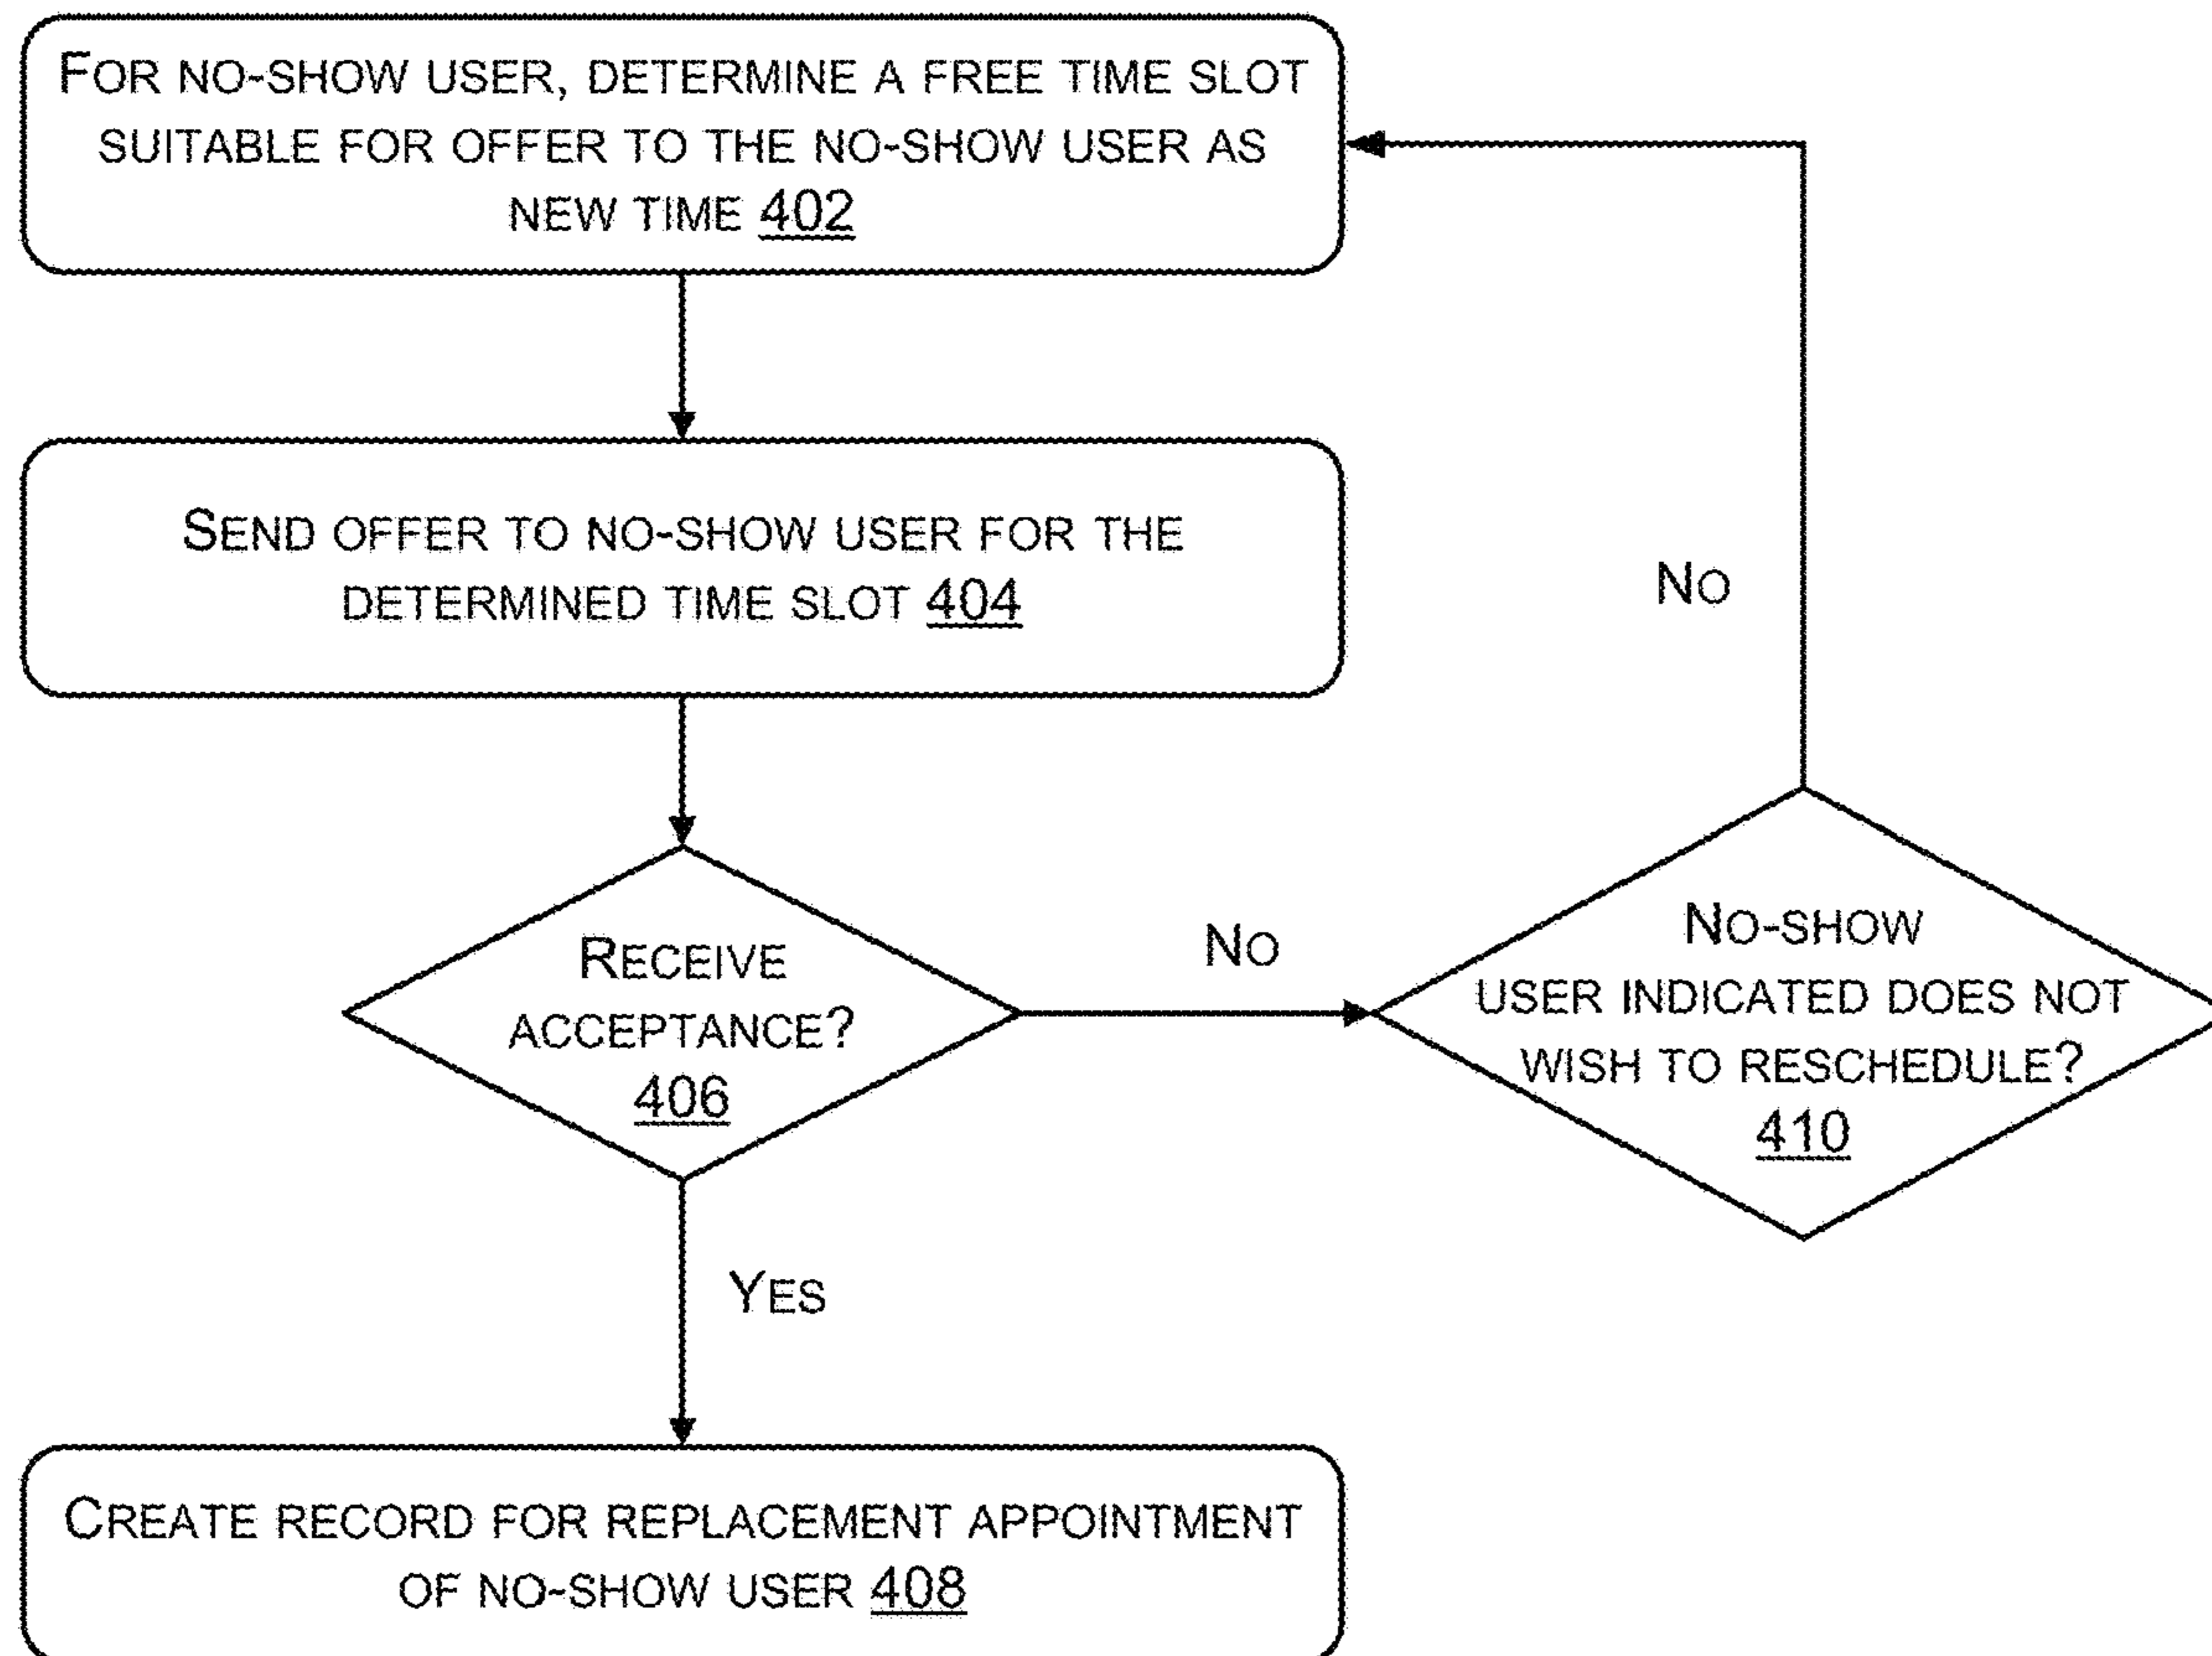 FOR NO-SHOW USER, DETERMINE A FREE TIME SLOT
SUITABLE FOR OFFER TO THE NO-SHOW USER AS
NEW TIME 402
SEND OFFER TO NO-SHOW USER FOR THE
DETERMINED TIME SLOT 404
NO
RECEIVE
ACCEPTANCE?
406
NO
NO-SHOW
USER INDICATED DOES NOT
WISH TO RESCHEDULE?
410
YES
CREATE RECORD FOR REPLACEMENT APPOINTMENT
OF NO-SHOW USER 408